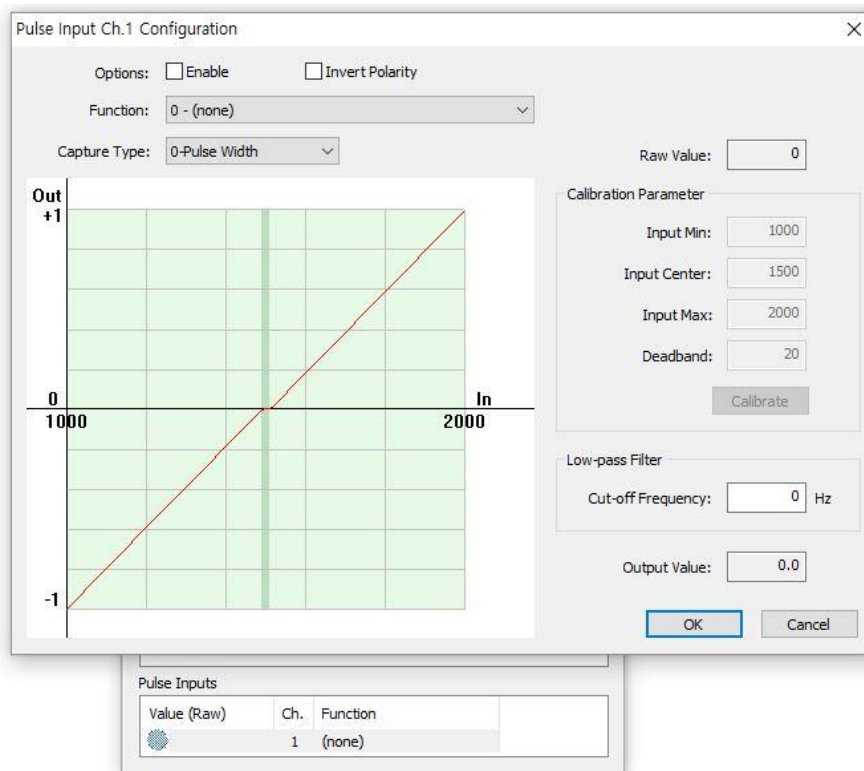 Pulse Input Ch.1 Configuration
Options: Enable Invert Polarity
Function: 0 - (none)
Capture Type: 0-Pulse Width
Raw Value: 0
Out
+1
0
1000
In
2000
-1
Calibration Parameter
Input Min: 1000
Input Center: 1500
Input Max: 2000
Deadband: 20
Calibrate
Low-pass Filter
Cut-off Frequency: 0 Hz
Output Value: 0.0
OK Cancel
Pulse Inputs
Value (Raw) Ch. Function
1 (none)